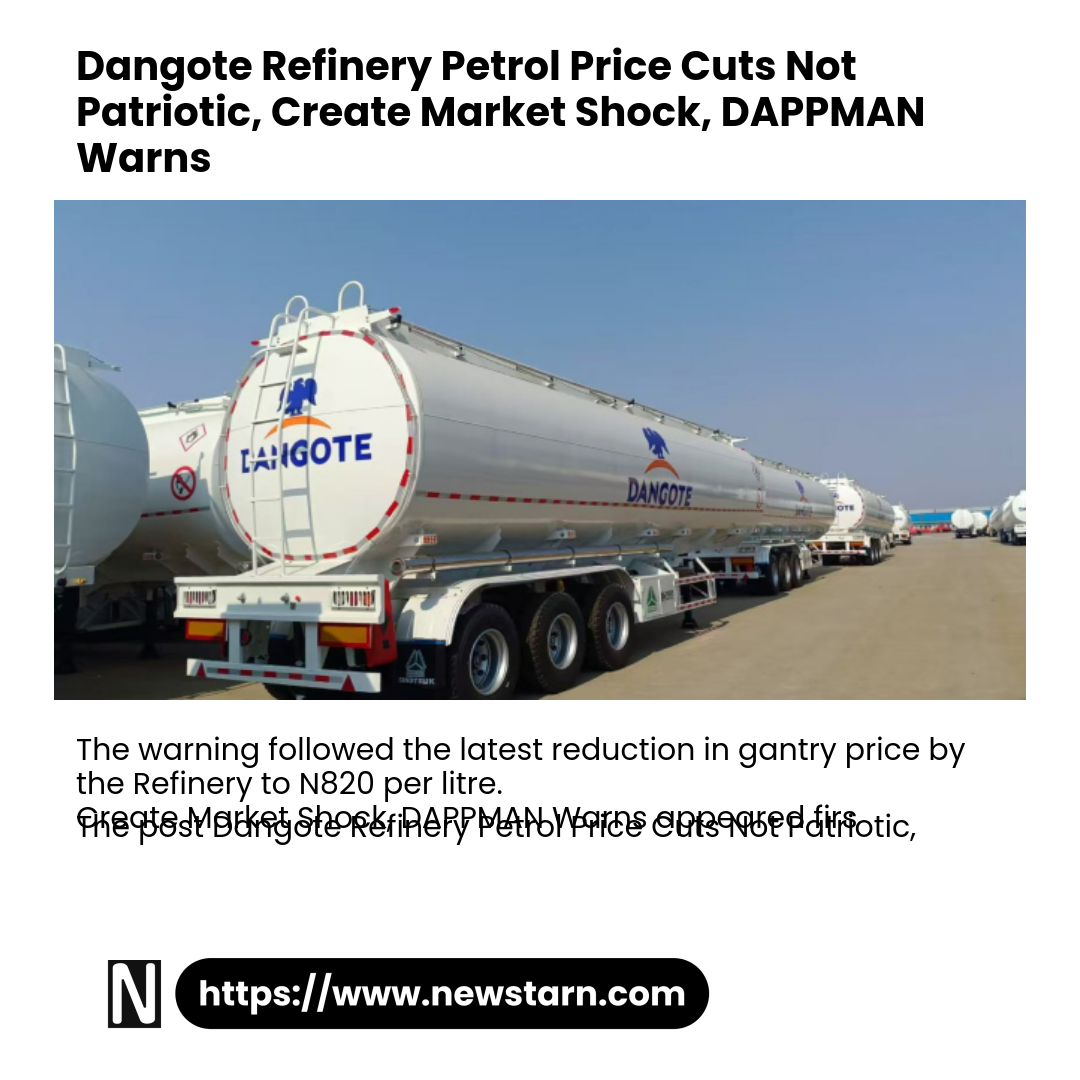 Dangote Refinery Petrol Price Cuts Not
Patriotic, Create Market Shock, DAPPMAN
Warns
DANGOTE
DANGOTE
The warning followed the latest reduction in gantry price by
the Refinery to N820 per litre.
The post Dangote Refinery Petrol Price Cuts Not Patriotic,
Create Market Shock, DAPPMAN Warns appeared firs
N
https://www.newstarn.com